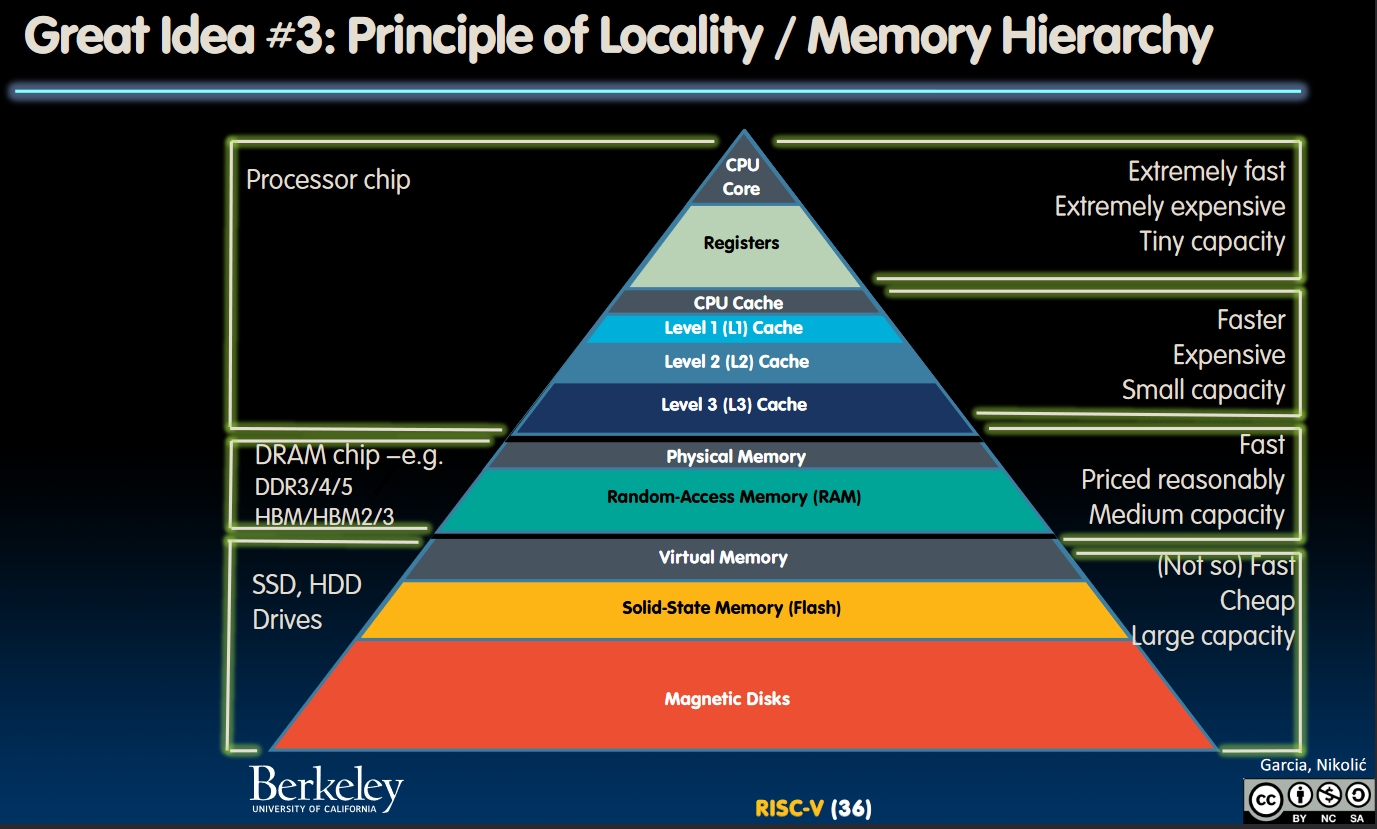 Great Idea #3: Principle of Locality / Memory Hierarchy
Processor chip
CPU
Core
Registers
Extremely fast
Extremely expensive
Tiny capacity
CPU Cache
Level 1 (L1) Cache
Level 2 (L2) Cache
Level 3 (L3) Cache
Faster
Expensive
Small capacity
DRAM chip –e.g.
DDR3/4/5
HBM/HBM2/3
Physical Memory
Random-Access Memory (RAM)
Fast
Priced reasonably
Medium capacity
SSD, HDD
Drives
Virtual Memory
Solid-State Memory (Flash)
Magnetic Disks
(Not so) Fast
Cheap
Large capacity
Berkeley
UNIVERSITY OF CALIFORNIA
RISC-V (36)
Garcia, Nikolić
cc
BY NC SA